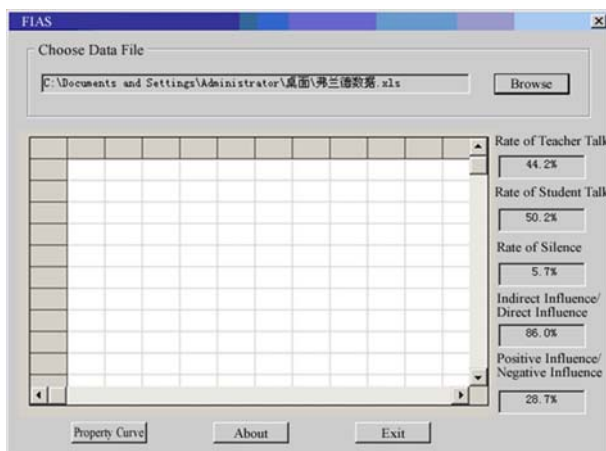 FIAS
Choose Data File
C:\Documents and Settings\Administrator\桌面\弗兰德数据.xls
Browse
Rate of Teacher Talk
44.2%
Rate of Student Talk
50.2%
Rate of Silence
5.7%
Indirect Influence/
Direct Influence
86.0%
Positive Influence/
Negative Influence
28.7%
Property Curve
About
Exit